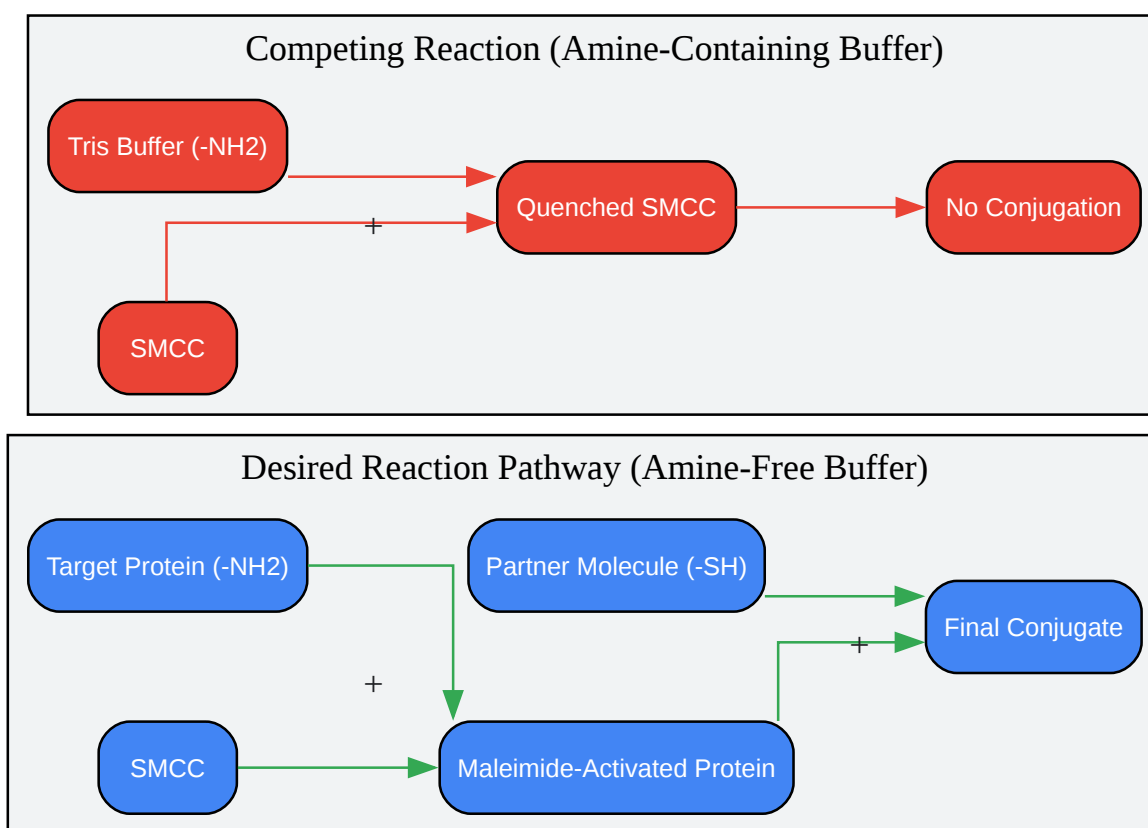 Competing Reaction (Amine-Containing Buffer)
Tris Buffer (-NH2)
Quenched SMCC
No Conjugation
+
SMCC
Desired Reaction Pathway (Amine-Free Buffer)
Target Protein (-NH2)
Partner Molecule (-SH)
Final Conjugate
+
+
SMCC
Maleimide-Activated Protein